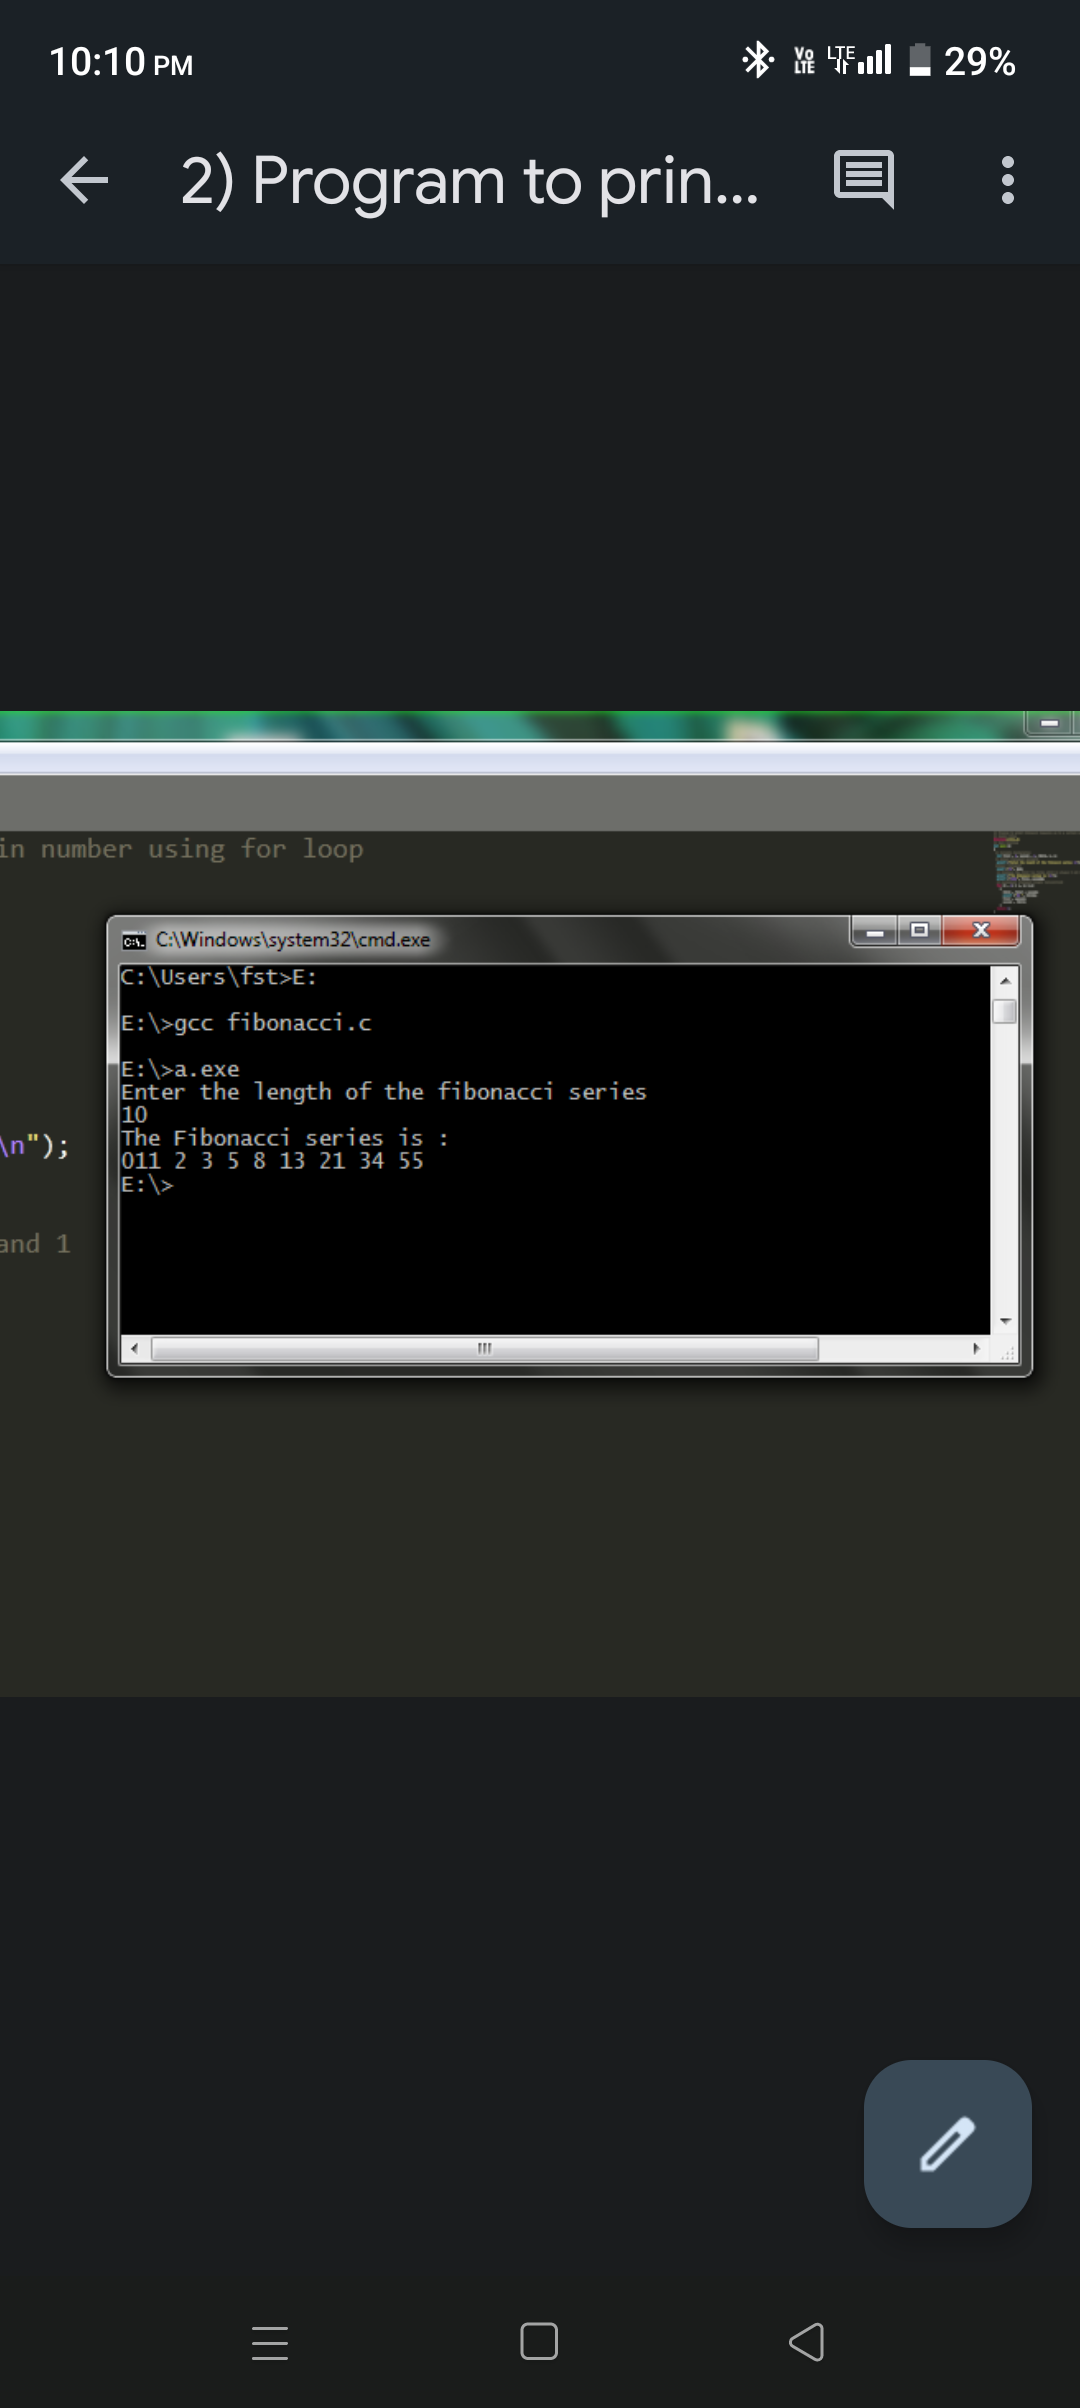 10:10 PM
Vo LTE LTE 29%
2) Program to prin...
in number using for loop
C:\Windows\system32\cmd.exe
C:\Users\fst>E:
E:\>gcc fibonacci.c
E:\>a.exe
Enter the length of the fibonacci series
10
\n");
The Fibonacci series is :
011 2 3 5 8 13 21 34 55
E:\>
and 1